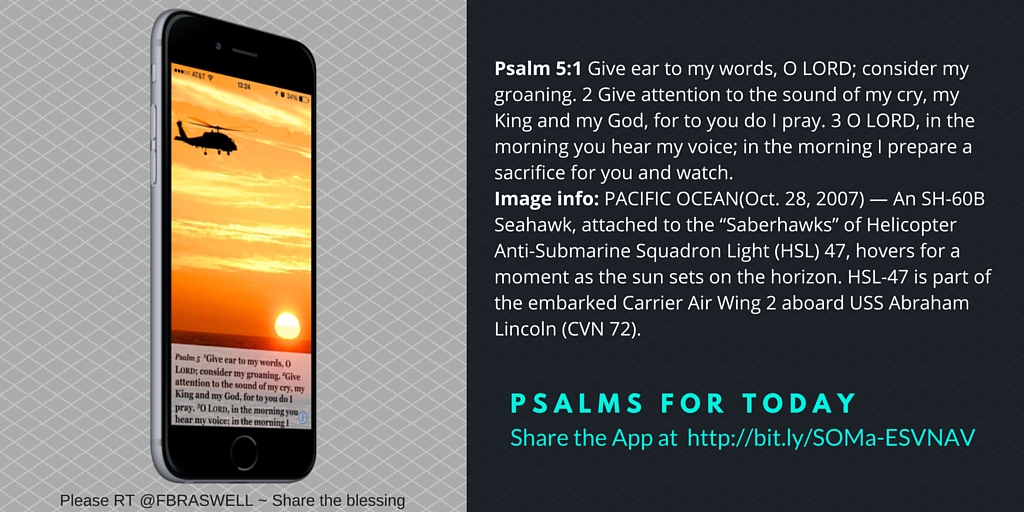 AT&T
13:24
34%
Psalm 5 ¹Give ear to my words, O
LORD; consider my groaning. ²Give
attention to the sound of my cry, my
King and my God, for to you do I
pray. ³O LORD, in the morning you
hear my voice; in the morning I
Please RT @FBRASWELL ~ Share the blessing
Psalm 5:1 Give ear to my words, O LORD; consider my
groaning. 2 Give attention to the sound of my cry, my
King and my God, for to you do I pray. 3 O LORD, in the
morning you hear my voice; in the morning I prepare a
sacrifice for you and watch.
Image info: PACIFIC OCEAN(Oct. 28, 2007) — An SH-60B
Seahawk, attached to the “Saberhawks” of Helicopter
Anti-Submarine Squadron Light (HSL) 47, hovers for a
moment as the sun sets on the horizon. HSL-47 is part of
the embarked Carrier Air Wing 2 aboard USS Abraham
Lincoln (CVN 72).
PSALMS FOR TODAY
Share the App at http://bit.ly/SOMa-ESVNAV